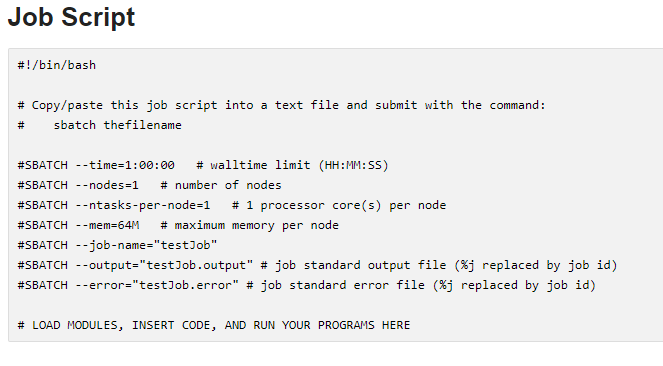 Job Script
#!/bin/bash
# Copy/paste this job script into a text file and submit with the command:
#    sbatch thefilename
#SBATCH --time=1:00:00   # walltime limit (HH:MM:SS)
#SBATCH --nodes=1   # number of nodes
#SBATCH --ntasks-per-node=1   # 1 processor core(s) per node
#SBATCH --mem=64M   # maximum memory per node
#SBATCH --job-name="testJob"
#SBATCH --output="testJob.output" # job standard output file (%j replaced by job id)
#SBATCH --error="testJob.error" # job standard error file (%j replaced by job id)
# LOAD MODULES, INSERT CODE, AND RUN YOUR PROGRAMS HERE